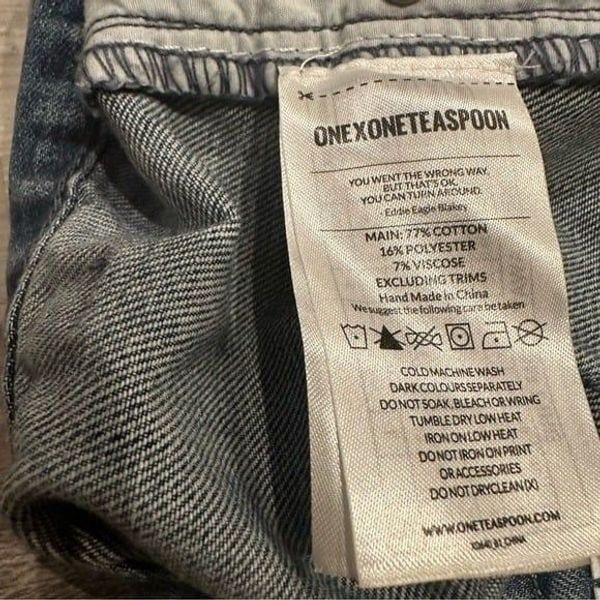 ONEXONETEASPOON
YOU WENT THE WRONG WAY.
BUT THAT'S OK.
YOU CAN TURN AROUND.
- Eddie Eagle Blakey
MAIN: 77% COTTON
16% POLYESTER
7% VISCOSE
EXCLUDING TRIMS
Hand Made in China
We suggest the following care be taken
COLD MACHINE WASH
DARK COLOURS SEPARATELY
DO NOT SOAK, BLEACH OR WRING
TUMBLE DRY LOW HEAT
IRON ON LOW HEAT
DO NOT IRON ON PRINT
OR ACCESSORIES
DO NOT DRYCLEAN (X)
WWW.ONETEASPOON.COM
CHINA